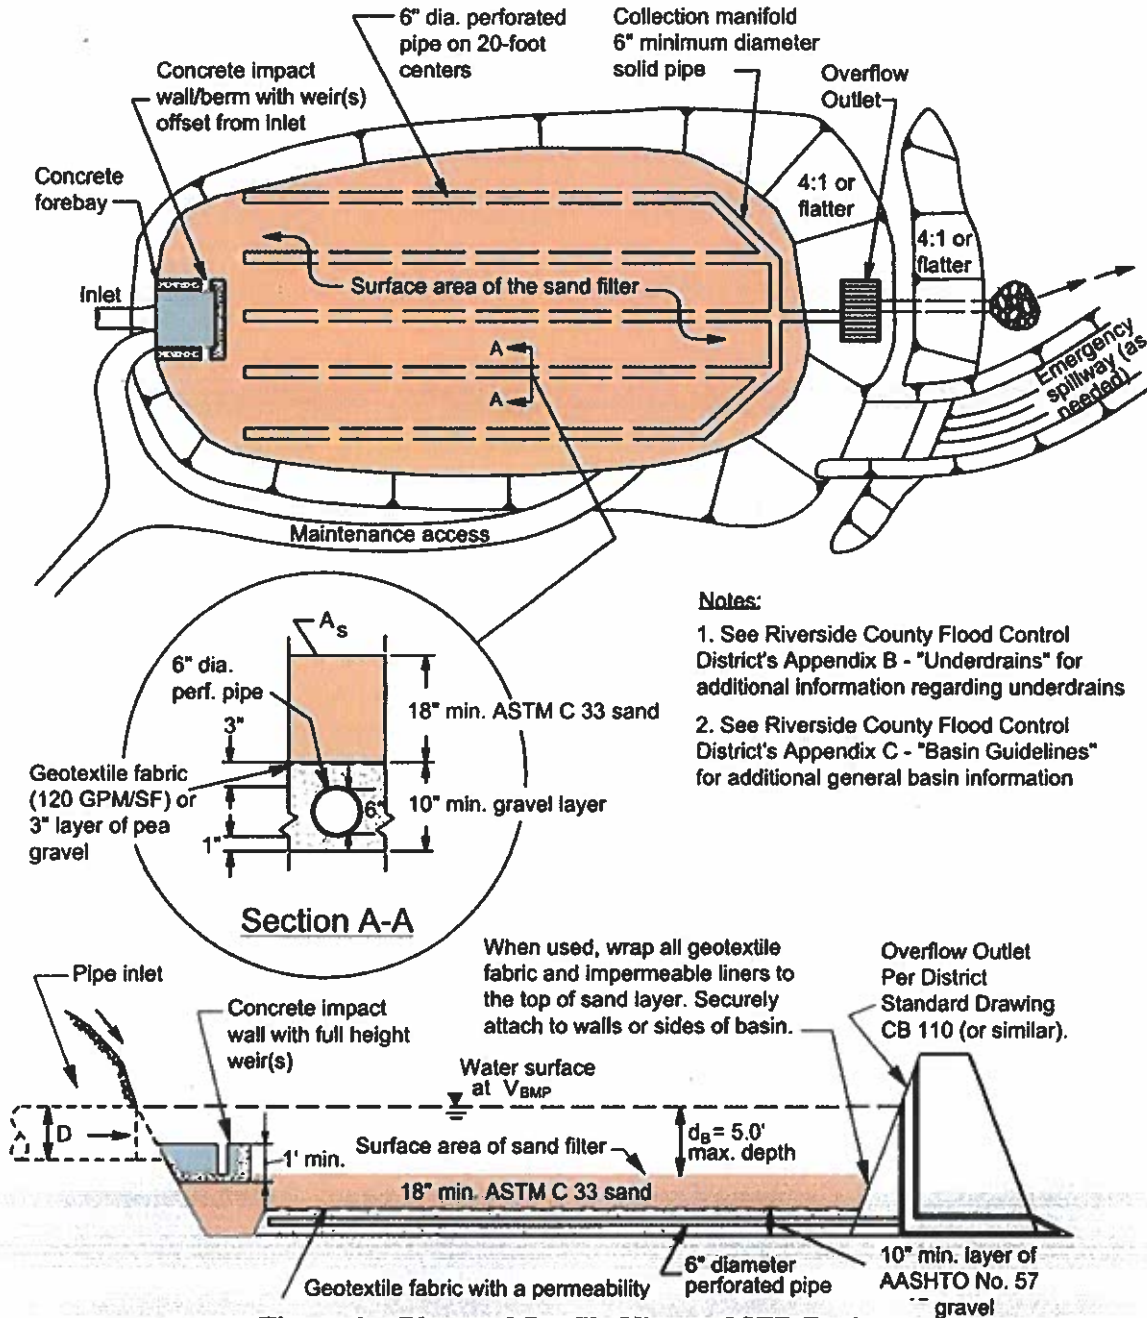 6" dia. perforated
pipe on 20-foot
centers
Collection manifold
6" minimum diameter
solid pipe
Concrete impact
wall/berm with weir(s)
offset from inlet
Overflow
Outlet
Concrete
forebay
4:1 or
flatter
4:1 or
flatter
Inlet
Surface area of the sand filter
A
A
Emergency
spillway (as
needed)
Maintenance access
Notes:
1. See Riverside County Flood Control
District's Appendix B - "Underdrains" for
additional information regarding underdrains
2. See Riverside County Flood Control
District's Appendix C - "Basin Guidelines"
for additional general basin information
As
6" dia.
perf. pipe
3"
18" min. ASTM C 33 sand
Geotextile fabric
(120 GPM/SF) or
3" layer of pea
gravel
6"
10" min. gravel layer
1"
Section A-A
Pipe inlet
Concrete impact
wall with full height
weir(s)
When used, wrap all geotextile
fabric and impermeable liners to
the top of sand layer. Securely
attach to walls or sides of basin.
Overflow Outlet
Per District
Standard Drawing
CB 110 (or similar).
Water surface
at VBMP
D
1' min.
Surface area of sand filter
dB = 5.0'
max. depth
18" min. ASTM C 33 sand
Geotextile fabric with a permeability
6" diameter
perforated pipe
10" min. layer of
AASHTO No. 57
gravel